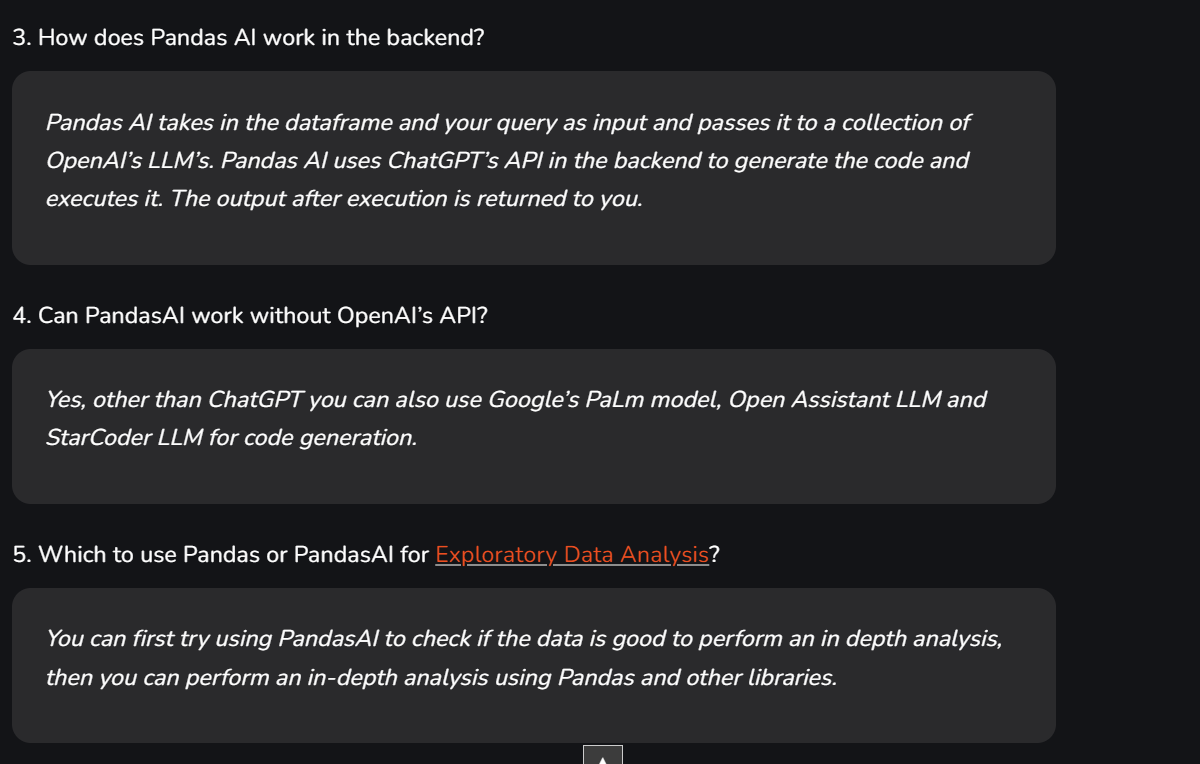 3. How does Pandas AI work in the backend?
Pandas AI takes in the dataframe and your query as input and passes it to a collection of
OpenAI's LLM's. Pandas AI uses ChatGPT's API in the backend to generate the code and
executes it. The output after execution is returned to you.
4. Can PandasAI work without OpenAI's API?
Yes, other than ChatGPT you can also use Google's PaLm model, Open Assistant LLM and
StarCoder LLM for code generation.
5. Which to use Pandas or PandasAI for Exploratory Data Analysis?
You can first try using PandasAI to check if the data is good to perform an in depth analysis,
then you can perform an in-depth analysis using Pandas and other libraries.